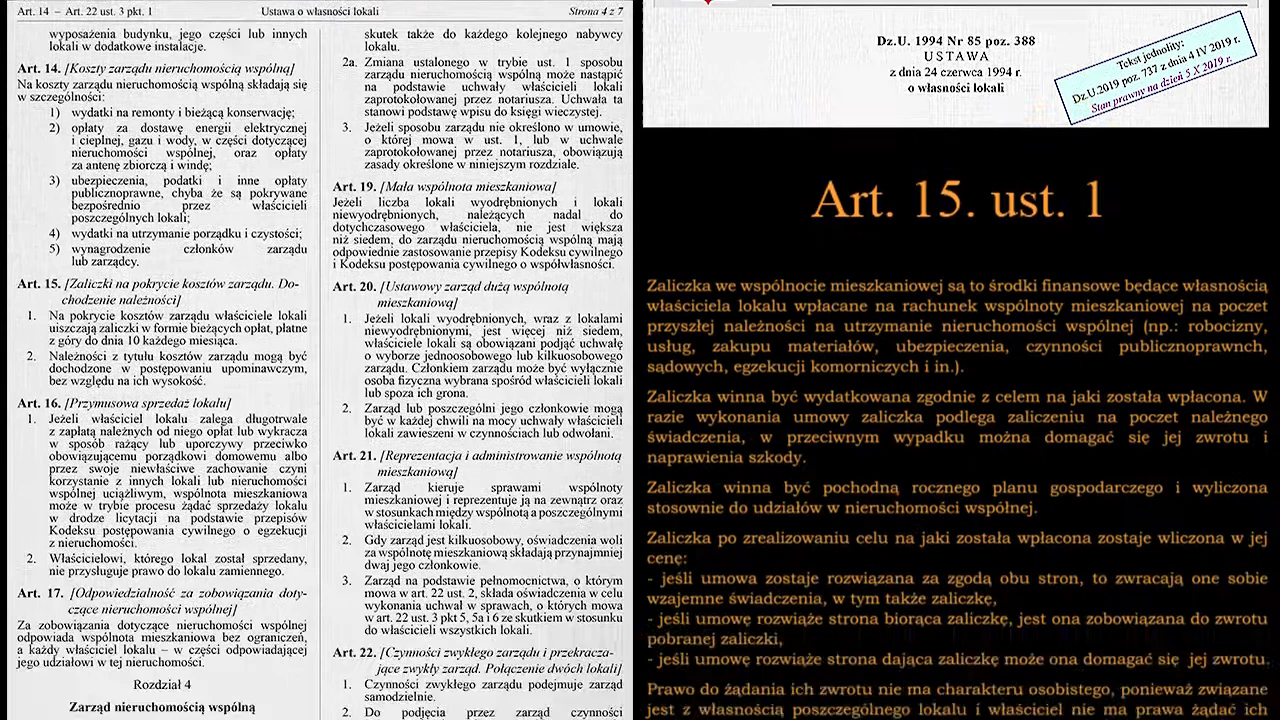 Art. 14 – Art. 22 ust. 3 pkt. 1
Ustawa o własności lokali
Strona 4 z 7
wyposażenia budynku, jego części lub innych
lokali w dodatkowe instalacje.
Art. 14. [Koszty zarządu nieruchomością wspólną]
Na koszty zarządu nieruchomością wspólną składają się
w szczególności:
1) wydatki na remonty i bieżącą konserwację;
2) opłaty za dostawę energii elektrycznej
i cieplnej, gazu i wody, w części dotyczącej
nieruchomości wspólnej, oraz opłaty
za antenę zbiorczą i windę;
3) ubezpieczenia, podatki i inne opłaty
publicznoprawne, chyba że są pokrywane
bezpośrednio przez właścicieli
poszczególnych lokali;
4) wydatki na utrzymanie porządku i czystości;
5) wynagrodzenie członków zarządu
lub zarządcy.
Art. 15. [Zaliczki na pokrycie kosztów zarządu. Do-
chodzenie należności]
1. Na pokrycie kosztów zarządu właściciele lokali
uiszczają zaliczki w formie bieżących opłat, płatne
z góry do dnia 10 każdego miesiąca.
2. Należności z tytułu kosztów zarządu mogą być
dochodzone w postępowaniu upominawczym,
bez względu na ich wysokość.
Art. 16. [Przymusowa sprzedaż lokalu]
1. Jeżeli właściciel lokalu zalega długotrwale
z zapłatą należnych od niego opłat lub wykracza
w sposób rażący lub uporczywy przeciwko
obowiązującemu porządkowi domowemu albo
przez swoje niewłaściwe zachowanie czyni
korzystanie z innych lokali lub nieruchomości
wspólnej uciążliwym, wspólnota mieszkaniowa
może w trybie procesu żądać sprzedaży lokalu
w drodze licytacji na podstawie przepisów
Kodeksu postępowania cywilnego o egzekucji
z nieruchomości.
2. Właścicielowi, którego lokal został sprzedany,
nie przysługuje prawo do lokalu zamiennego.
Art. 17. [Odpowiedzialność za zobowiązania doty-
czące nieruchomości wspólnej]
Za zobowiązania dotyczące nieruchomości wspólnej
odpowiada wspólnota mieszkaniowa bez ograniczeń,
a każdy właściciel lokalu – w części odpowiadającej
jego udziałowi w tej nieruchomości.
Rozdział 4
Zarząd nieruchomością wspólną
skutek także do każdego kolejnego nabywcy
lokalu.
2a. Zmiana ustalonego w trybie ust. 1 sposobu
zarządu nieruchomością wspólną może nastąpić
na podstawie uchwały właścicieli lokali
zaprotokołowanej przez notariusza. Uchwała ta
stanowi podstawę wpisu do księgi wieczystej.
3. Jeżeli sposobu zarządu nie określono w umowie,
o której mowa w ust. 1, lub w uchwale
zaprotokołowanej przez notariusza, obowiązują
zasady określone w niniejszym rozdziale.
Art. 19. [Mała wspólnota mieszkaniowa]
Jeżeli liczba lokali wyodrębnionych i lokali
niewyodrębnionych, należących nadal do
dotychczasowego właściciela, nie jest większa
niż siedem, do zarządu nieruchomością wspólną mają
odpowiednie zastosowanie przepisy Kodeksu cywilnego
i Kodeksu postępowania cywilnego o współwłasności.
Art. 20. [Ustawowy zarząd dużą wspólnotą
mieszkaniową]
1. Jeżeli lokali wyodrębnionych, wraz z lokalami
niewyodrębnionymi, jest więcej niż siedem,
właściciele lokali są obowiązani podjąć uchwałę
o wyborze jednoosobowego lub kilkuosobowego
zarządu. Członkiem zarządu może być wyłącznie
osoba fizyczna wybrana spośród właścicieli lokali
lub spoza ich grona.
2. Zarząd lub poszczególni jego członkowie mogą
być w każdej chwili na mocy uchwały właścicieli
lokali zawieszeni w czynnościach lub odwołani.
Art. 21. [Reprezentacja i administrowanie wspólnotą
mieszkaniową]
1. Zarząd kieruje sprawami wspólnoty
mieszkaniowej i reprezentuje ją na zewnątrz oraz
w stosunkach między wspólnotą a poszczególnymi
właścicielami lokali.
2. Gdy zarząd jest kilkuosobowy, oświadczenia woli
za wspólnotę mieszkaniową składają przynajmniej
dwaj jego członkowie.
3. Zarząd na podstawie pełnomocnictwa, o którym
mowa w art. 22 ust. 2, składa oświadczenia w celu
wykonania uchwał w sprawach, o których mowa
w art. 22 ust. 3 pkt 5, 5a i 6 ze skutkiem w stosunku
do właścicieli wszystkich lokali.
Art. 22. [Czynności zwykłego zarządu i przekracza-
jące zwykły zarząd. Połączenie dwóch lokali]
1. Czynności zwykłego zarządu podejmuje zarząd
samodzielnie.
2. Do podjęcia przez zarząd czynności
Dz.U. 1994 Nr 85 poz. 388
USTAWA
z dnia 24 czerwca 1994 r.
o własności lokali
Tekst jednolity:
Dz.U.2019 poz. 737 z dnia 4 IV 2019 r.
Stan prawny na dzień 5 X 2019 r.
Art. 15. ust. 1
Zaliczka we wspólnocie mieszkaniowej są to środki finansowe będące własnością
właściciela lokalu wpłacane na rachunek wspólnoty mieszkaniowej na poczet
przyszłej należności na utrzymanie nieruchomości wspólnej (np.: robocizny,
usług, zakupu materiałów, ubezpieczenia, czynności publicznoprawnch,
sądowych, egzekucji komorniczych i in.).
Zaliczka winna być wydatkowana zgodnie z celem na jaki została wpłacona. W
razie wykonania umowy zaliczka podlega zaliczeniu na poczet należnego
świadczenia, w przeciwnym wypadku można domagać się jej zwrotu i
naprawienia szkody.
Zaliczka winna być pochodną rocznego planu gospodarczego i wyliczona
stosownie do udziałów w nieruchomości wspólnej.
Zaliczka po zrealizowaniu celu na jaki została wpłacona zostaje wliczona w jej
cenę:
- jeśli umowa zostaje rozwiązana za zgodą obu stron, to zwracają one sobie
wzajemne świadczenia, w tym także zaliczkę,
- jeśli umowę rozwiąże strona biorąca zaliczkę, jest ona zobowiązana do zwrotu
pobranej zaliczki,
- jeśli umowę rozwiąże strona dająca zaliczkę może ona domagać się jej zwrotu.
Prawo do żądania ich zwrotu nie ma charakteru osobistego, ponieważ związane
jest z własnością poszczególnego lokalu i właściciel nie ma prawa żądać ich